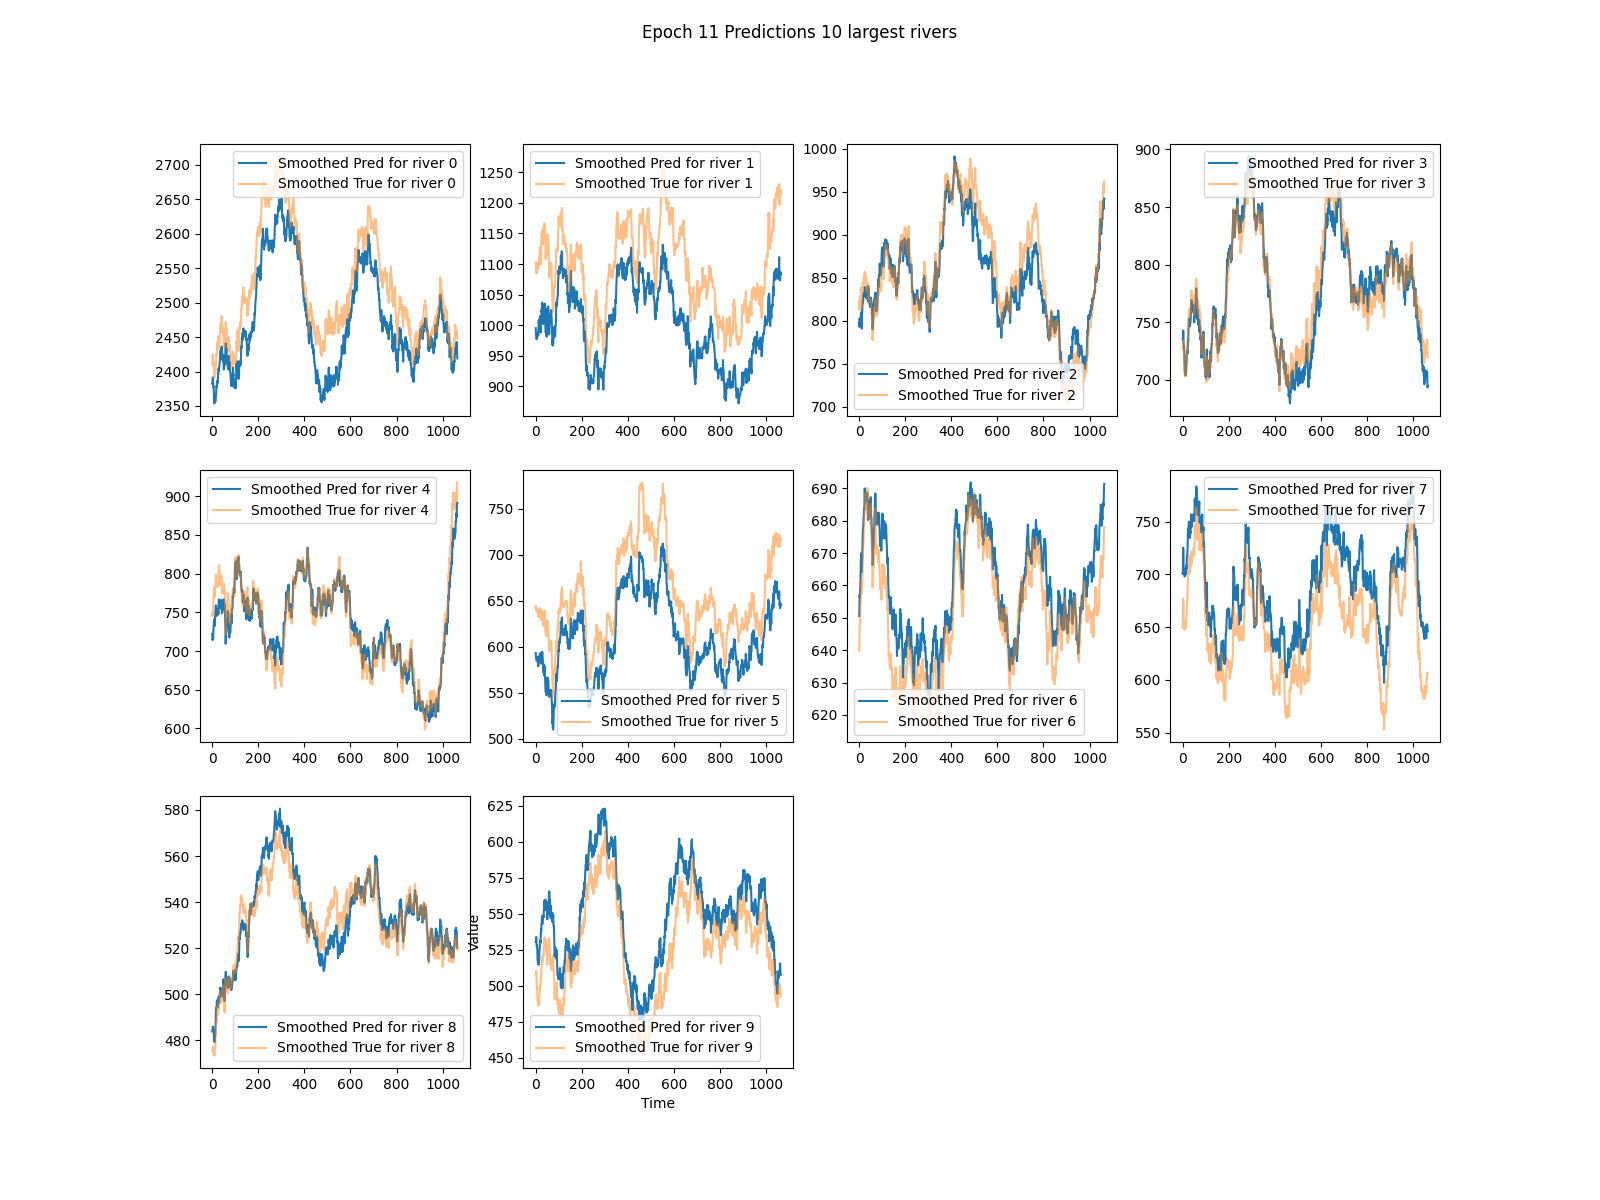 Epoch 11 Predictions 10 largest rivers
Smoothed Pred for river 0
Smoothed True for river 0
2700
2650
2600
2550
2500
2450
2400
2350
0 200 400 600 800 1000
Smoothed Pred for river 1
Smoothed True for river 1
1250
1200
1150
1100
1050
1000
950
900
0 200 400 600 800 1000
1000
950
900
850
800
750
700
Smoothed Pred for river 2
Smoothed True for river 2
0 200 400 600 800 1000
Smoothed Pred for river 3
Smoothed True for river 3
900
850
800
750
700
0 200 400 600 800 1000
Smoothed Pred for river 4
Smoothed True for river 4
900
850
800
750
700
650
600
0 200 400 600 800 1000
750
700
650
600
550
500
Smoothed Pred for river 5
Smoothed True for river 5
0 200 400 600 800 1000
690
680
670
660
650
640
630
620
Smoothed Pred for river 6
Smoothed True for river 6
0 200 400 600 800 1000
Smoothed Pred for river 7
Smoothed True for river 7
750
700
650
600
550
0 200 400 600 800 1000
580
560
540
520
500
480
Smoothed Pred for river 8
Smoothed True for river 8
0 200 400 600 800 1000
Value
625
600
575
550
525
500
475
450
Smoothed Pred for river 9
Smoothed True for river 9
0 200 400 600 800 1000
Time